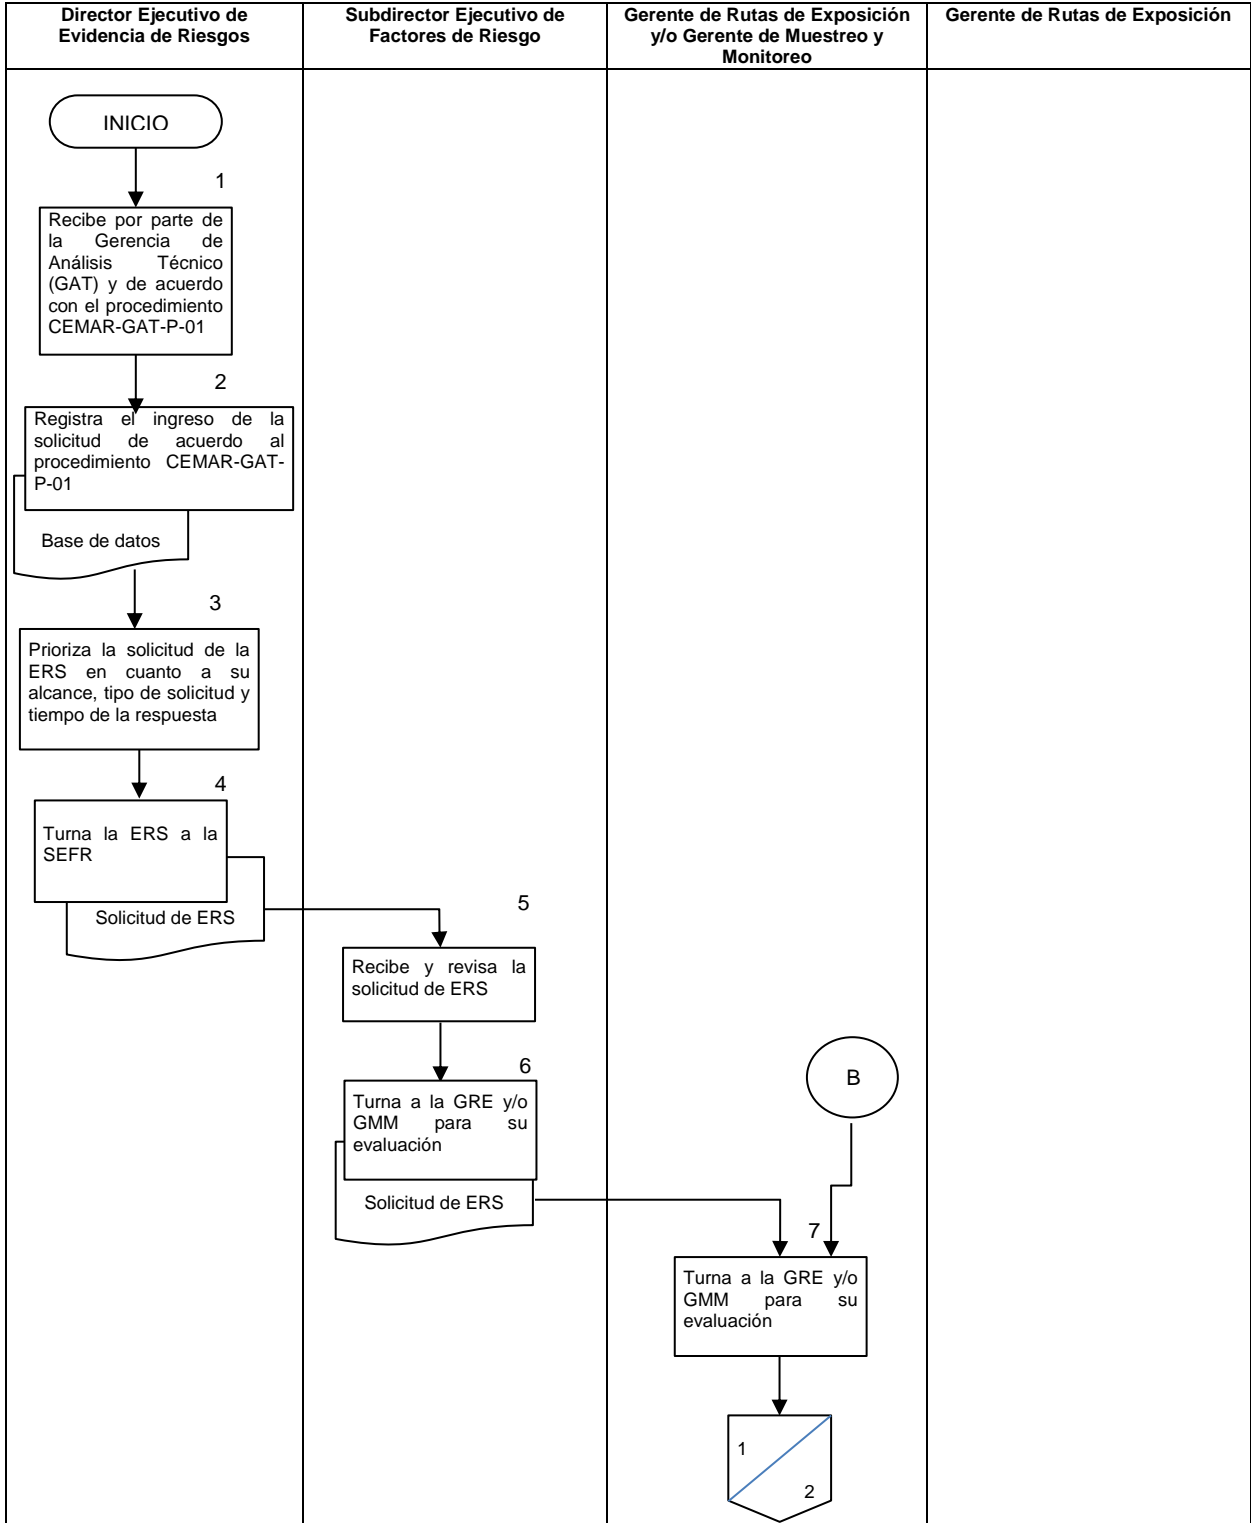 Director Ejecutivo de
Evidencia de Riesgos
Subdirector Ejecutivo de
Factores de Riesgo
Gerente de Rutas de Exposición
y/o Gerente de Muestreo y
Monitoreo
Gerente de Rutas de Exposición
INICIO
1
Recibe por parte de
la Gerencia de
Análisis Técnico
(GAT) y de acuerdo
con el procedimiento
CEMAR-GAT-P-01
2
Registra el ingreso de la
solicitud de acuerdo al
procedimiento CEMAR-GAT-
P-01
Base de datos
3
Prioriza la solicitud de la
ERS en cuanto a su
alcance, tipo de solicitud y
tiempo de la respuesta
4
Turna la ERS a la
SEFR
Solicitud de ERS
5
Recibe y revisa la
solicitud de ERS
6
Turna a la GRE y/o
GMM para su
evaluación
Solicitud de ERS
B
7
Turna a la GRE y/o
GMM para su
evaluación
1
2